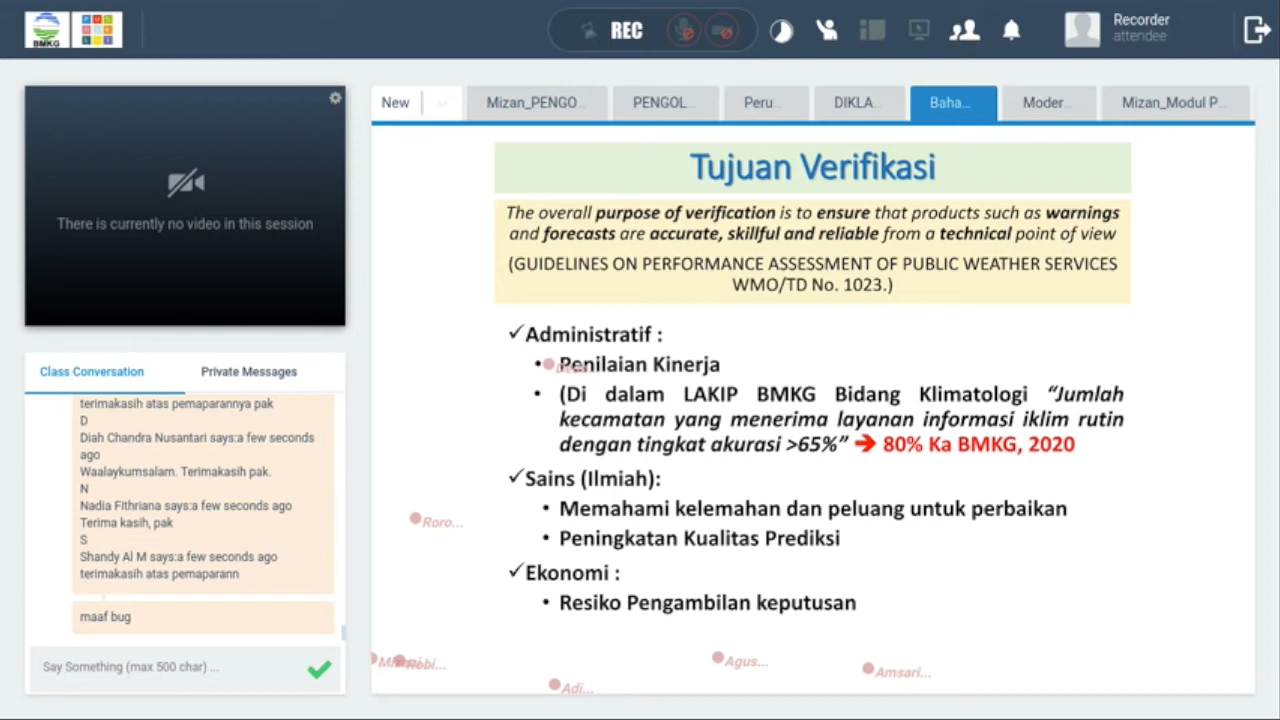 BMKG
REC
Recorder
attendee
There is currently no video in this session
Class Conversation
Private Messages
terimakasih atas pemaparannya pak
D
Diah Chandra Nusantari says:a few seconds
ago
Waalaykumsalam. Terimakasih pak.
N
Nadia Fithriana says:a few seconds ago
Terima kasih, pak
S
Shandy Al M says:a few seconds ago
terimakasih atas pemaparann
maaf bug
Say Something (max 500 char) ...
New
Mizan_PENGO...
PENGOL...
Peru...
DIKLA...
Baha...
Moder...
Mizan_Modul P...
Tujuan Verifikasi
The overall purpose of verification is to ensure that products such as warnings
and forecasts are accurate, skillful and reliable from a technical point of view
(GUIDELINES ON PERFORMANCE ASSESSMENT OF PUBLIC WEATHER SERVICES
WMO/TD No. 1023.)
✓Administratif :
• Penilaian Kinerja
• (Di dalam LAKIP BMKG Bidang Klimatologi “Jumlah
kecamatan yang menerima layanan informasi iklim rutin
dengan tingkat akurasi >65%” ➔ 80% Ka BMKG, 2020
✓Sains (Ilmiah):
• Memahami kelemahan dan peluang untuk perbaikan
Roro...
• Peningkatan Kualitas Prediksi
✓Ekonomi :
• Resiko Pengambilan keputusan
Robi...
Agus...
Amsari...
Adi...